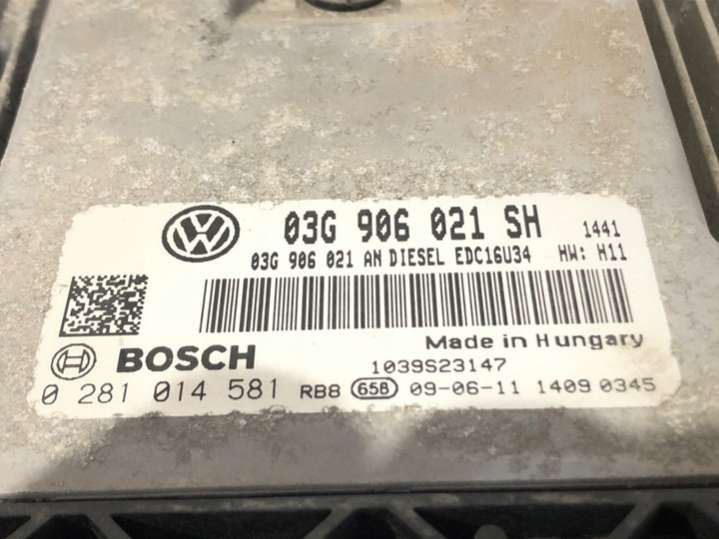 03G 906 021 SH 1441
03G 906 021 AN DIESEL EDC16U34 HW: H11
Made in Hungary
BOSCH 1039S23147
0 281 014 581 RB8 658 09-06-11 1409 0345